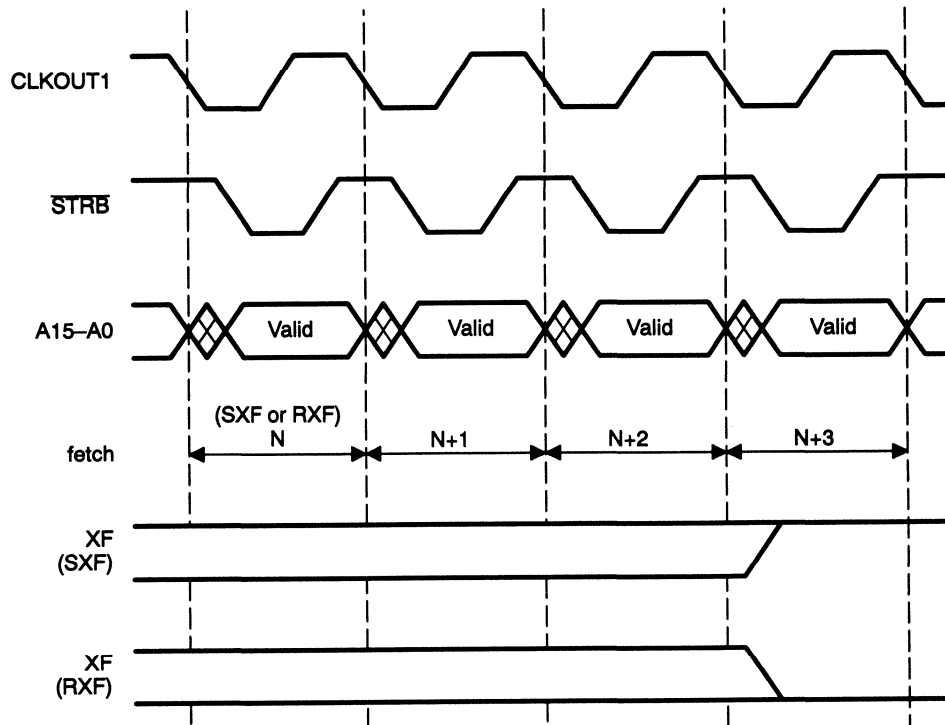 CLKOUT1
STRB
A15–A0
Valid Valid Valid Valid
(SXF or RXF)
fetch N N+1 N+2 N+3
XF
(SXF)
XF
(RXF)